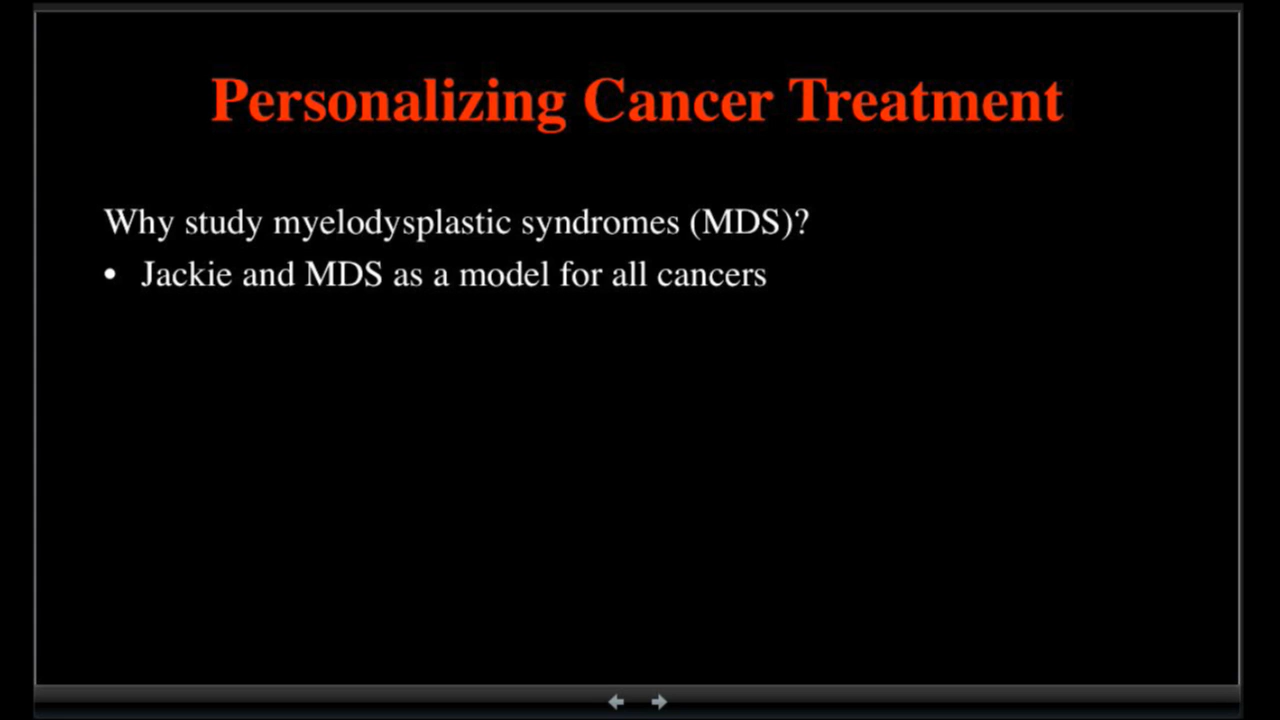 Personalizing Cancer Treatment
Why study myelodysplastic syndromes (MDS)?
• Jackie and MDS as a model for all cancers